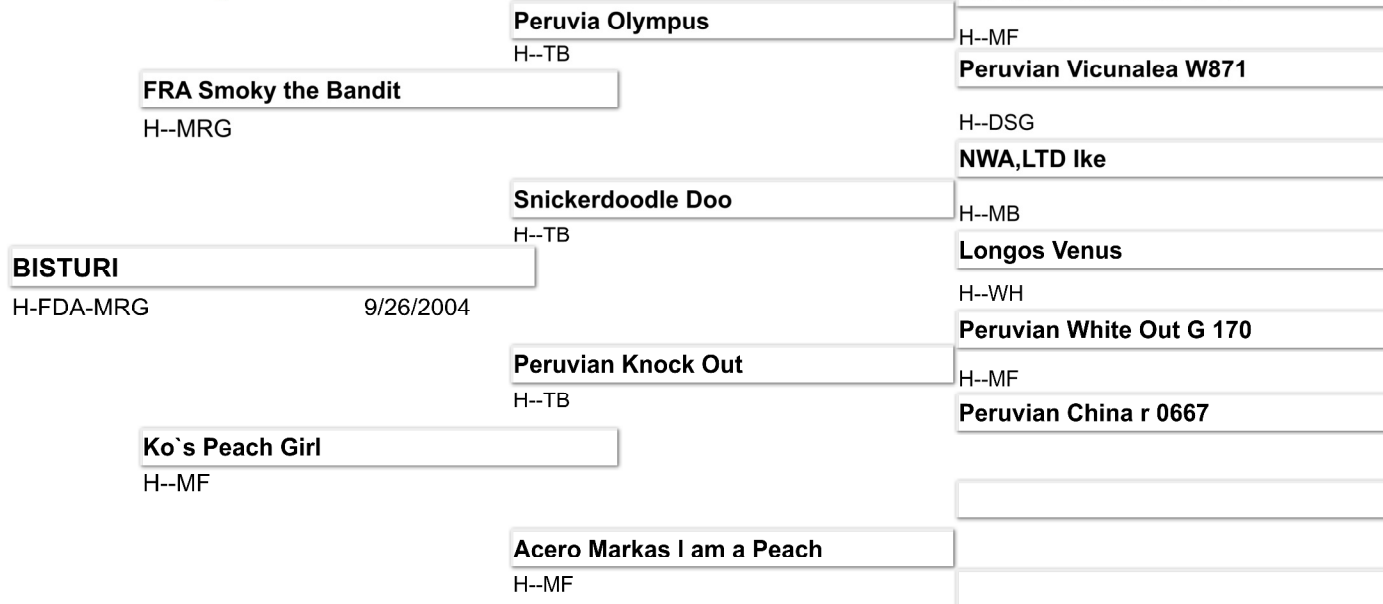 Peruvia Olympus
H--TB
H--MF
Peruvian Vicunalea W871
FRA Smoky the Bandit
H--MRG
H--DSG
NWA,LTD Ike
Snickerdoodle Doo
H--TB
H--MB
Longos Venus
BISTURI
H-FDA-MRG 9/26/2004
H--WH
Peruvian White Out G 170
Peruvian Knock Out
H--TB
H--MF
Peruvian China r 0667
Ko`s Peach Girl
H--MF
Acero Markas I am a Peach
H--MF